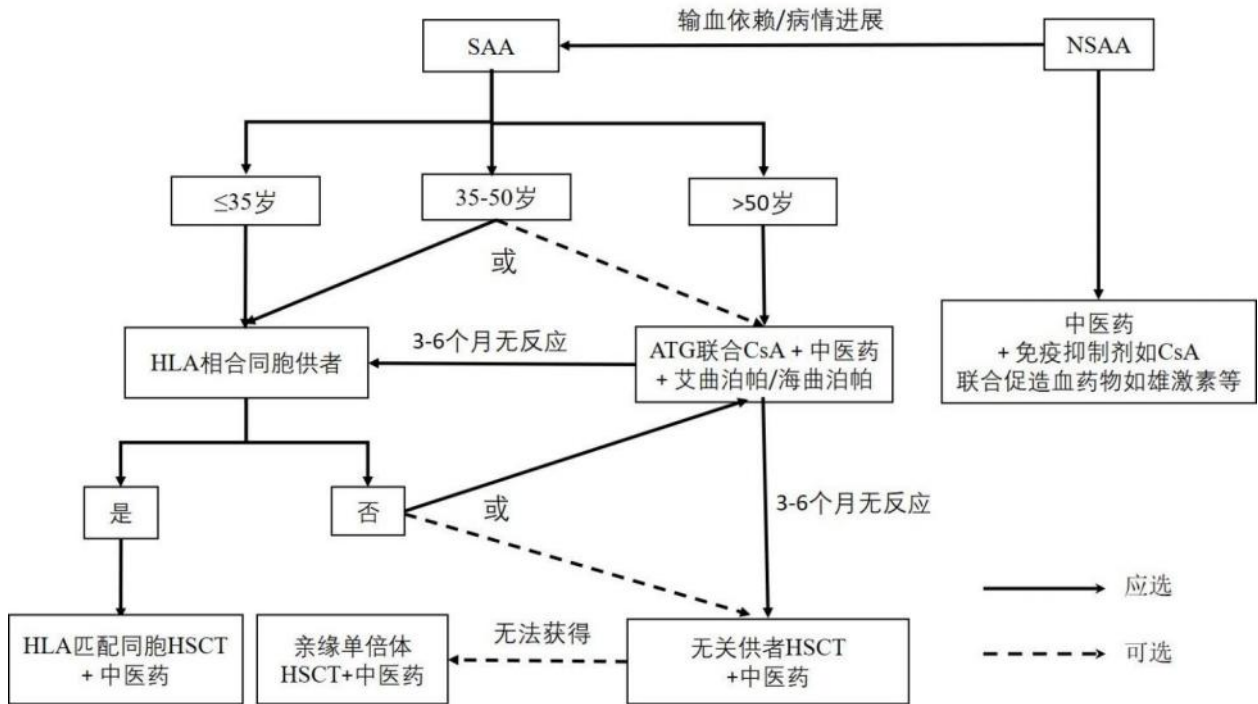 输血依赖/病情进展
SAA
NSAA
≤35岁
35-50岁
>50岁
或
3-6个月无反应
HLA相合同胞供者
ATG联合CsA + 中医药
+ 艾曲泊帕/海曲泊帕
中医药
+ 免疫抑制剂如CsA
联合促造血药物如雄激素等
是
否
或
3-6个月无反应
应选
HLA匹配同胞HSCT
+ 中医药
亲缘单倍体
HSCT+中医药
无法获得
无关供者HSCT
+中医药
可选